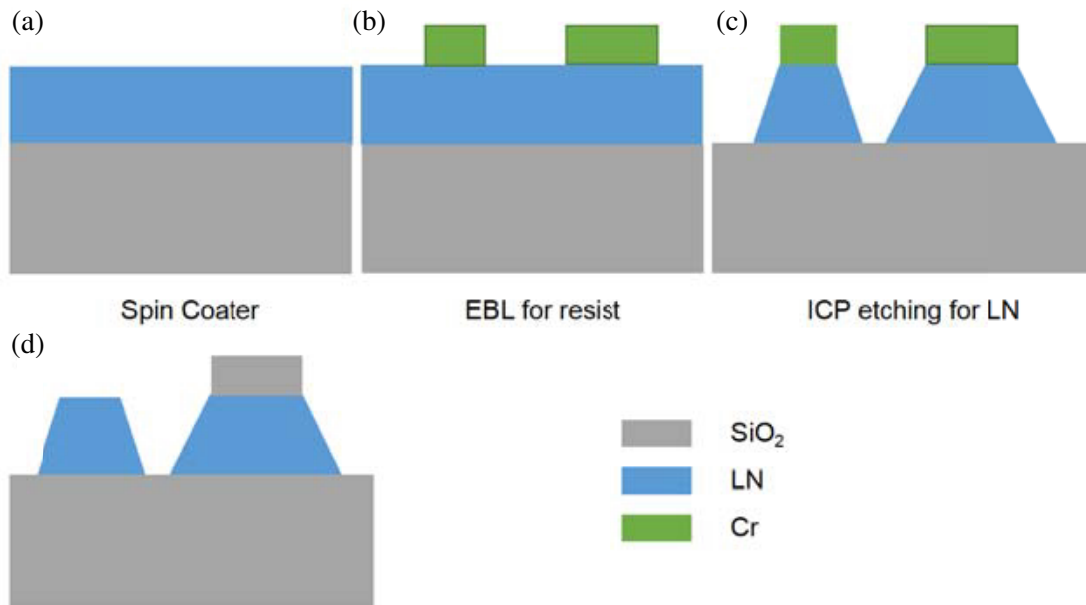 (a)
(b)
(c)
Spin Coater
EBL for resist
ICP etching for LN
(d)
SiO₂
LN
Cr